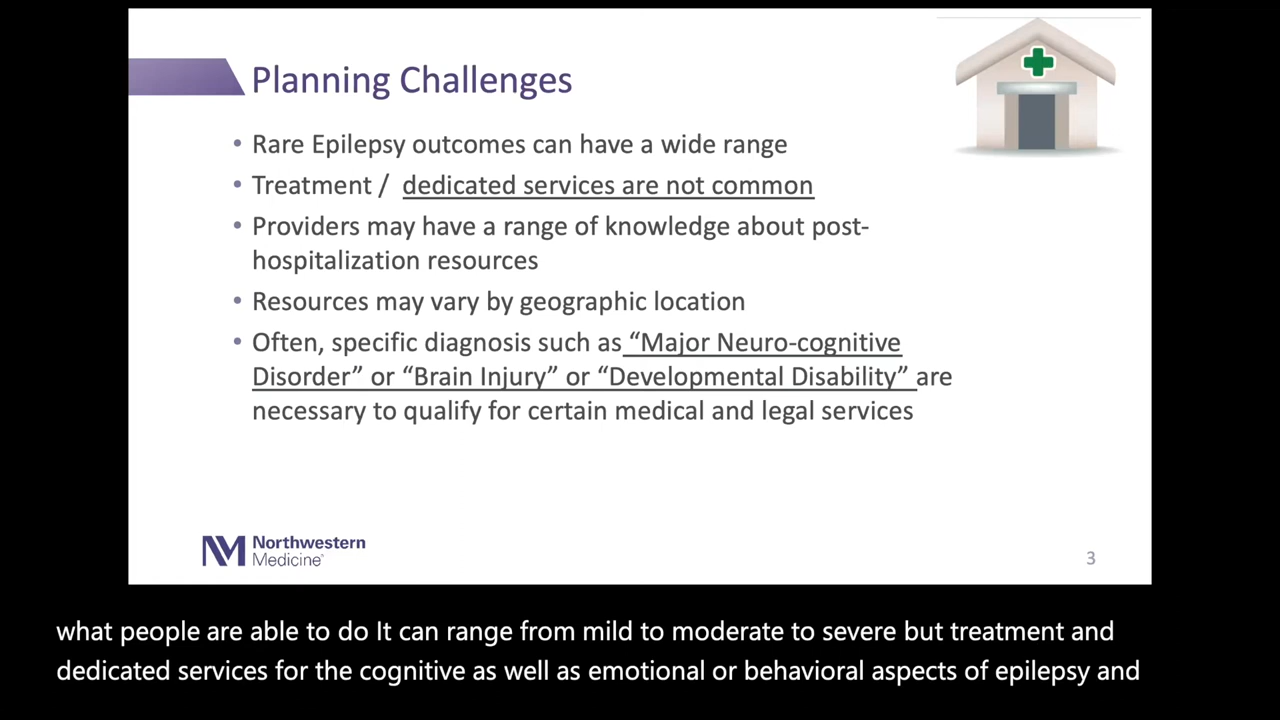 Planning Challenges
• Rare Epilepsy outcomes can have a wide range
• Treatment / dedicated services are not common
• Providers may have a range of knowledge about post-
hospitalization resources
• Resources may vary by geographic location
• Often, specific diagnosis such as “Major Neuro-cognitive
Disorder” or “Brain Injury” or “Developmental Disability” are
necessary to qualify for certain medical and legal services
NM Northwestern
Medicine
3
what people are able to do It can range from mild to moderate to severe but treatment and
dedicated services for the cognitive as well as emotional or behavioral aspects of epilepsy and